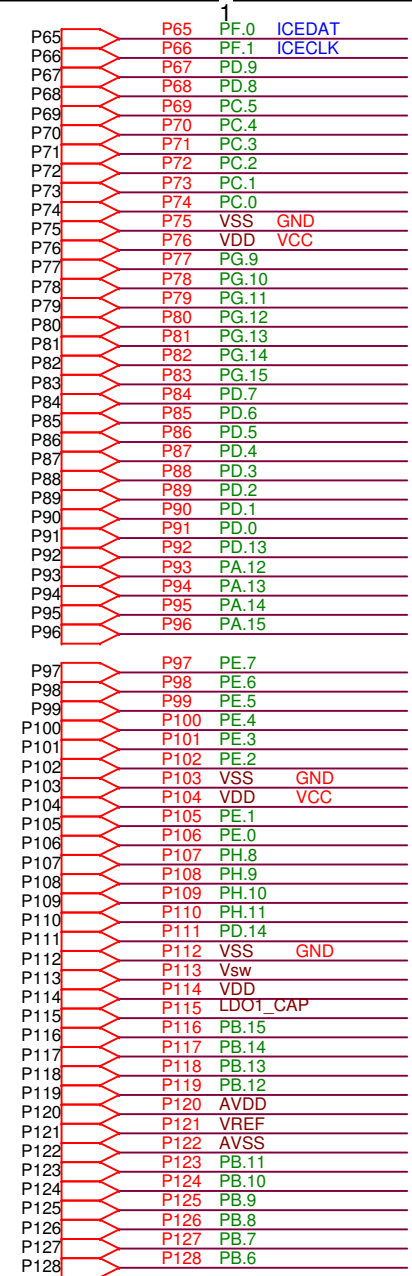 1
P65 P65 PF.0 ICEDAT
P66 P66 PF.1 ICECLK
P67 P67 PD.9
P68 P68 PD.8
P69 P69 PC.5
P70 P70 PC.4
P71 P71 PC.3
P72 P72 PC.2
P73 P73 PC.1
P74 P74 PC.0
P75 P75 VSS GND
P76 P76 VDD VCC
P77 P77 PG.9
P78 P78 PG.10
P79 P79 PG.11
P80 P80 PG.12
P81 P81 PG.13
P82 P82 PG.14
P83 P83 PG.15
P84 P84 PD.7
P85 P85 PD.6
P86 P86 PD.5
P87 P87 PD.4
P88 P88 PD.3
P89 P89 PD.2
P90 P90 PD.1
P91 P91 PD.0
P92 P92 PD.13
P93 P93 PA.12
P94 P94 PA.13
P95 P95 PA.14
P96 P96 PA.15
P97 P97 PE.7
P98 P98 PE.6
P99 P99 PE.5
P100 P100 PE.4
P101 P101 PE.3
P102 P102 PE.2
P103 P103 VSS GND
P104 P104 VDD VCC
P105 P105 PE.1
P106 P106 PE.0
P107 P107 PH.8
P108 P108 PH.9
P109 P109 PH.10
P110 P110 PH.11
P111 P111 PD.14
P112 P112 VSS GND
P113 P113 Vsw
P114 P114 VDD
P115 P115 LDO1_CAP
P116 P116 PB.15
P117 P117 PB.14
P118 P118 PB.13
P119 P119 PB.12
P120 P120 AVDD
P121 P121 VREF
P122 P122 AVSS
P123 P123 PB.11
P124 P124 PB.10
P125 P125 PB.9
P126 P126 PB.8
P127 P127 PB.7
P128 P128 PB.6